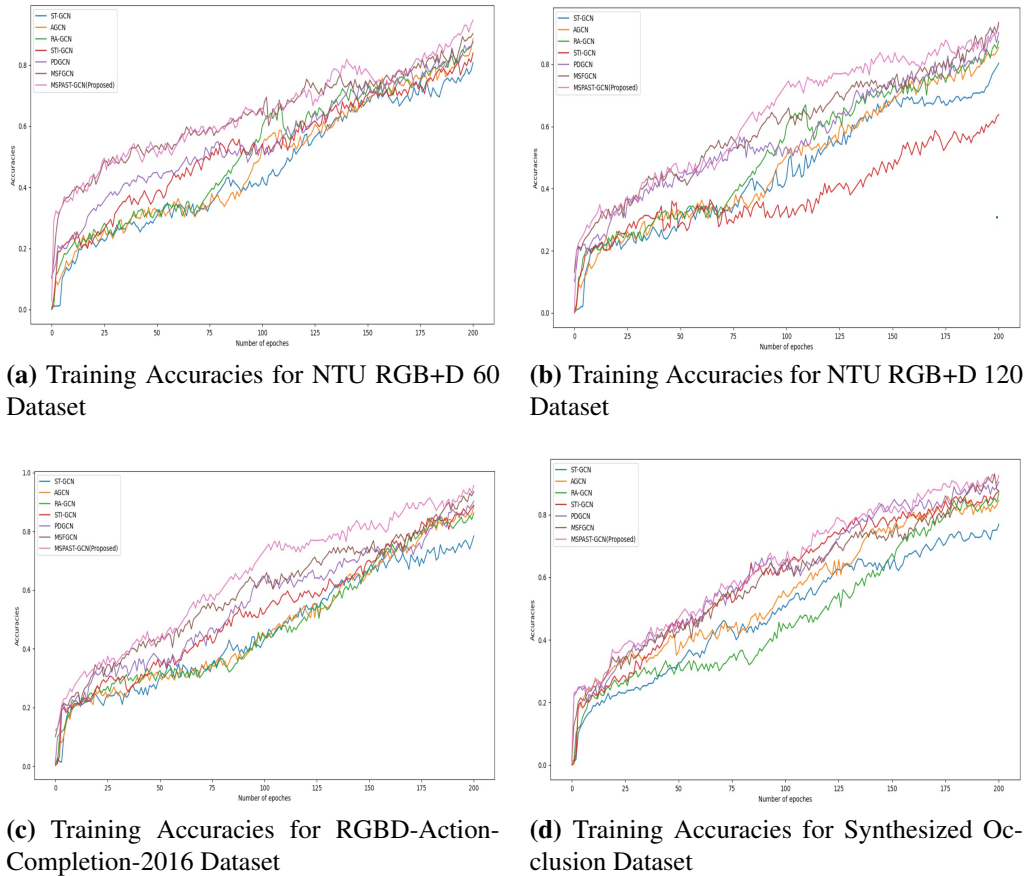 ST-GCN
AGCN
RA-GCN
STI-GCN
PDGCN
MSFGCN
MSPAST-GCN(Proposed)
0.8
0.6
0.4
0.2
0.0
Accuracies
0 25 50 75 100 125 150 175 200
Number of epoches
(a) Training Accuracies for NTU RGB+D 60
Dataset
ST-GCN
AGCN
RA-GCN
STI-GCN
PDGCN
MSFGCN
MSPAST-GCN(Proposed)
0.8
0.6
0.4
0.2
0.0
Accuracies
0 25 50 75 100 125 150 175 200
Number of epoches
(b) Training Accuracies for NTU RGB+D 120
Dataset
ST-GCN
AGCN
RA-GCN
STI-GCN
PDGCN
MSFGCN
MSPAST-GCN(Proposed)
1.0
0.8
0.6
0.4
0.2
0.0
Accuracies
0 25 50 75 100 125 150 175 200
Number of epoches
(c) Training Accuracies for RGBD-Action-
Completion-2016 Dataset
ST-GCN
AGCN
RA-GCN
STI-GCN
PDGCN
MSFGCN
MSPAST-GCN(Proposed)
0.8
0.6
0.4
0.2
0.0
Accuracies
0 25 50 75 100 125 150 175 200
Number of epoches
(d) Training Accuracies for Synthesized Oc-
clusion Dataset